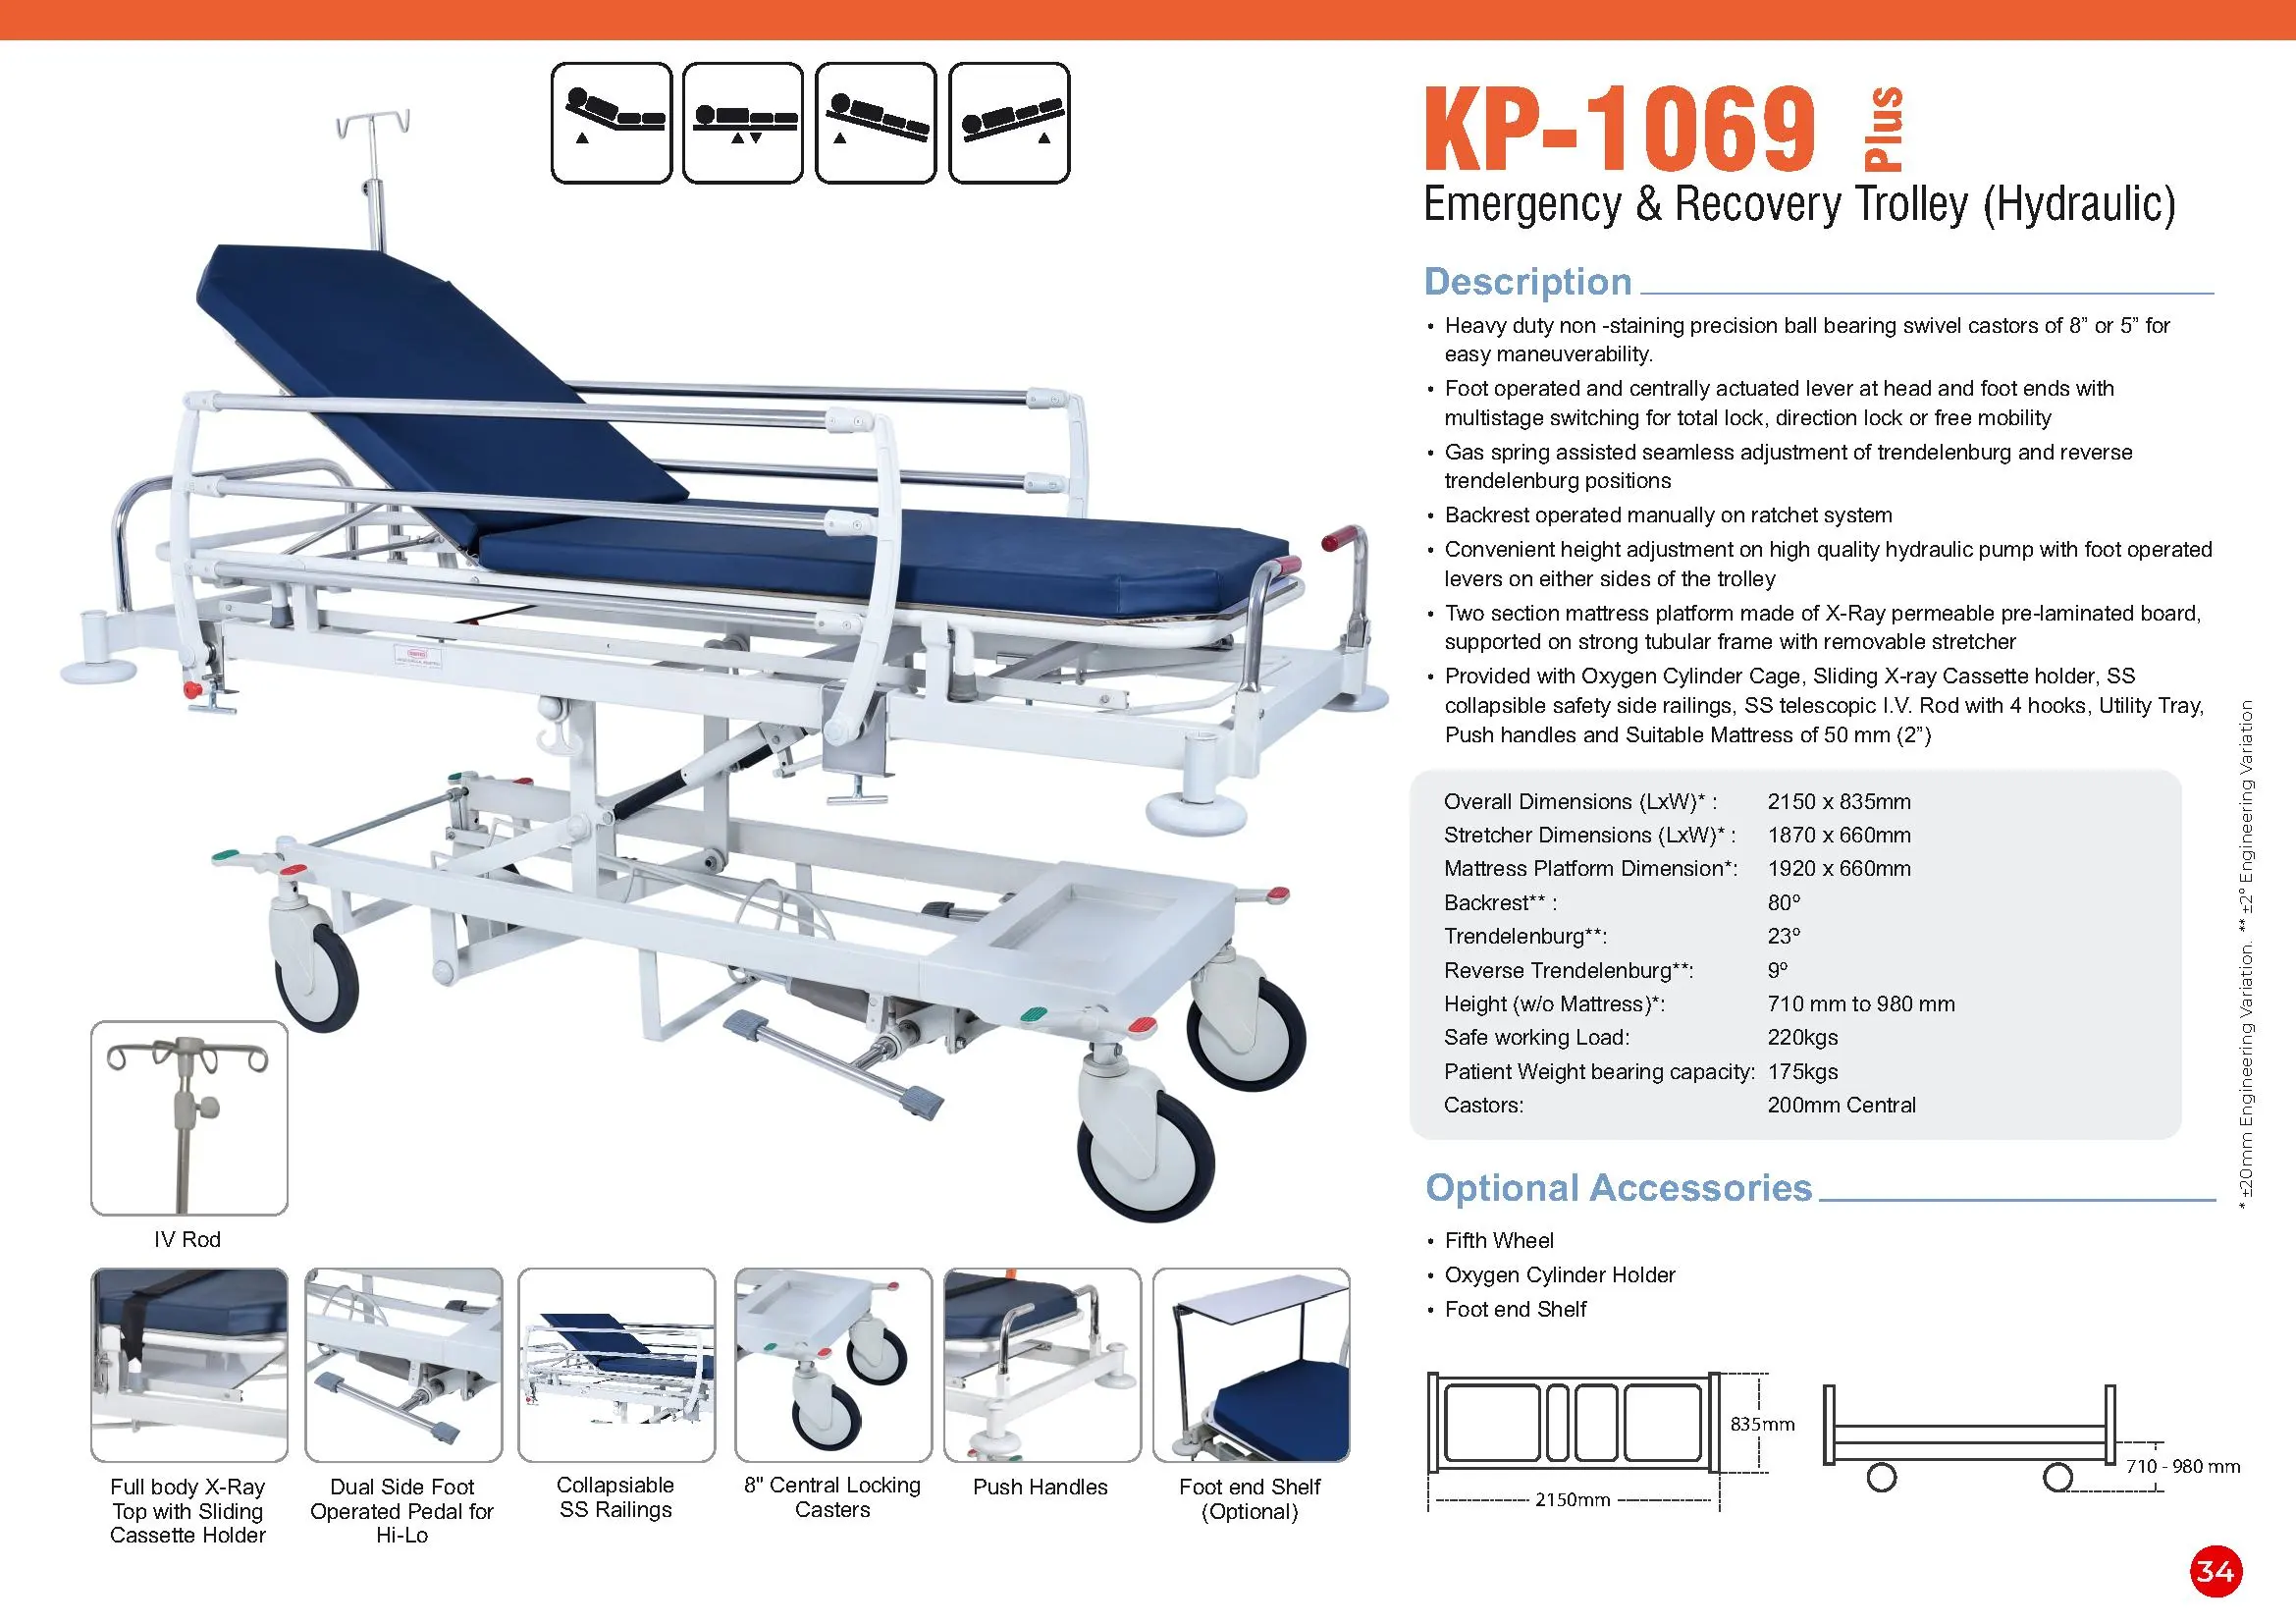 KP-1069 Plus
Emergency & Recovery Trolley (Hydraulic)
Description
• Heavy duty non -staining precision ball bearing swivel castors of 8” or 5” for
easy maneuverability.
• Foot operated and centrally actuated lever at head and foot ends with
multistage switching for total lock, direction lock or free mobility
• Gas spring assisted seamless adjustment of trendelenburg and reverse
trendelenburg positions
• Backrest operated manually on ratchet system
• Convenient height adjustment on high quality hydraulic pump with foot operated
levers on either sides of the trolley
• Two section mattress platform made of X-Ray permeable pre-laminated board,
supported on strong tubular frame with removable stretcher
• Provided with Oxygen Cylinder Cage, Sliding X-ray Cassette holder, SS
collapsible safety side railings, SS telescopic I.V. Rod with 4 hooks, Utility Tray,
Push handles and Suitable Mattress of 50 mm (2”)
Overall Dimensions (LxW)* : 2150 x 835mm
Stretcher Dimensions (LxW)* : 1870 x 660mm
Mattress Platform Dimension*: 1920 x 660mm
Backrest** : 80º
Trendelenburg**: 23º
Reverse Trendelenburg**: 9º
Height (w/o Mattress)*: 710 mm to 980 mm
Safe working Load: 220kgs
Patient Weight bearing capacity: 175kgs
Castors: 200mm Central
* ±20mm Engineering Variation. ** ±2º Engineering Variation
Optional Accessories
• Fifth Wheel
• Oxygen Cylinder Holder
• Foot end Shelf
835mm
2150mm
710 - 980 mm
IV Rod
Full body X-Ray
Top with Sliding
Cassette Holder
Dual Side Foot
Operated Pedal for
Hi-Lo
Collapsiable
SS Railings
8" Central Locking
Casters
Push Handles
Foot end Shelf
(Optional)
34